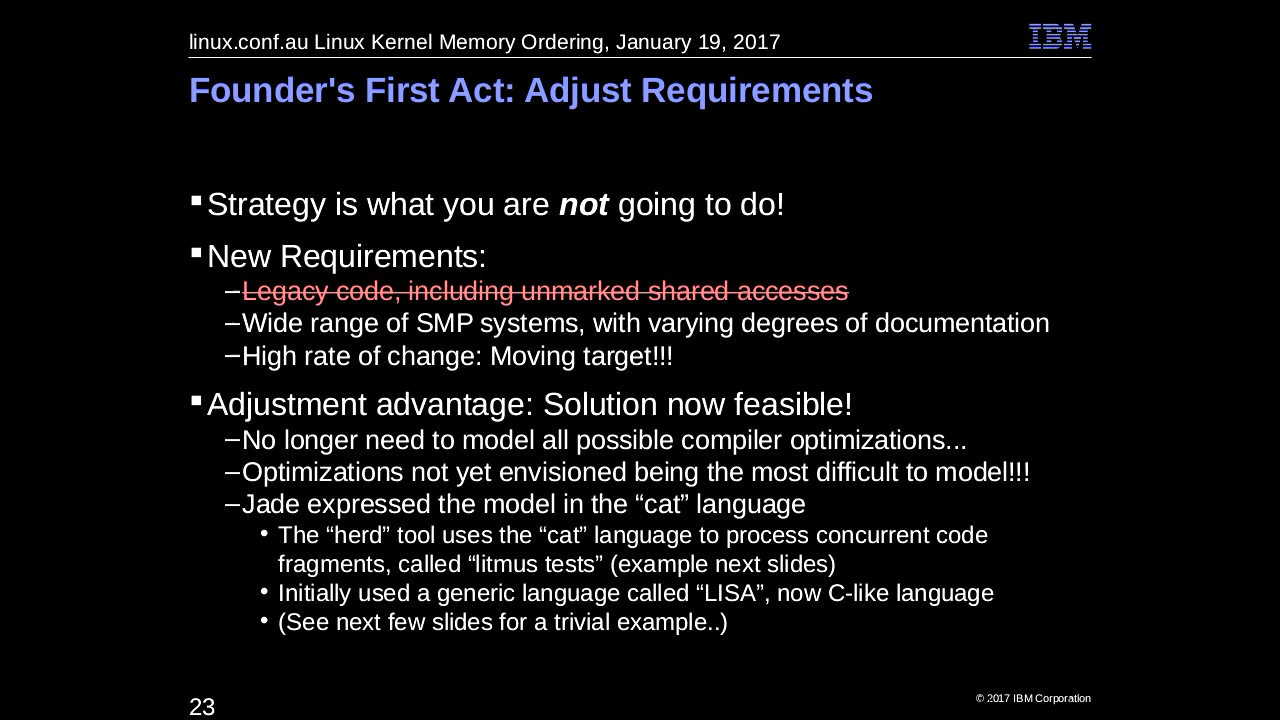 linux.conf.au Linux Kernel Memory Ordering, January 19, 2017
IBM
Founder's First Act: Adjust Requirements
▪Strategy is what you are not going to do!
▪New Requirements:
–Legacy code, including unmarked shared accesses
–Wide range of SMP systems, with varying degrees of documentation
–High rate of change: Moving target!!!
▪Adjustment advantage: Solution now feasible!
–No longer need to model all possible compiler optimizations...
–Optimizations not yet envisioned being the most difficult to model!!!
–Jade expressed the model in the “cat” language
• The “herd” tool uses the “cat” language to process concurrent code
fragments, called “litmus tests” (example next slides)
• Initially used a generic language called “LISA”, now C-like language
• (See next few slides for a trivial example..)
23
© 2017 IBM Corporation